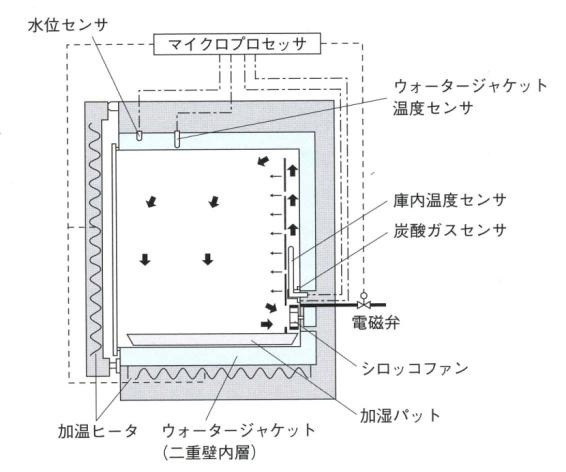 水位センサ
マイクロプロセッサ
ウォータージャケット
温度センサ
庫内温度センサ
炭酸ガスセンサ
電磁弁
シロッコファン
加湿パット
加温ヒータ
ウォータージャケット
(二重壁内層)